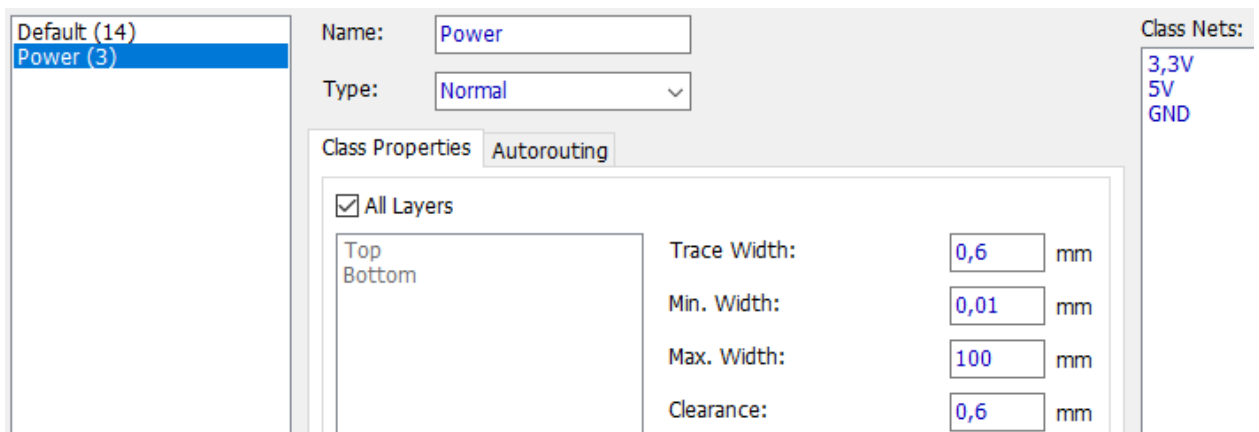 Default (14)
Power (3)
Name: Power
Type: Normal
Class Properties Autorouting
All Layers
Top
Bottom
Trace Width: 0,6 mm
Min. Width: 0,01 mm
Max. Width: 100 mm
Clearance: 0,6 mm
Class Nets:
3,3V
5V
GND